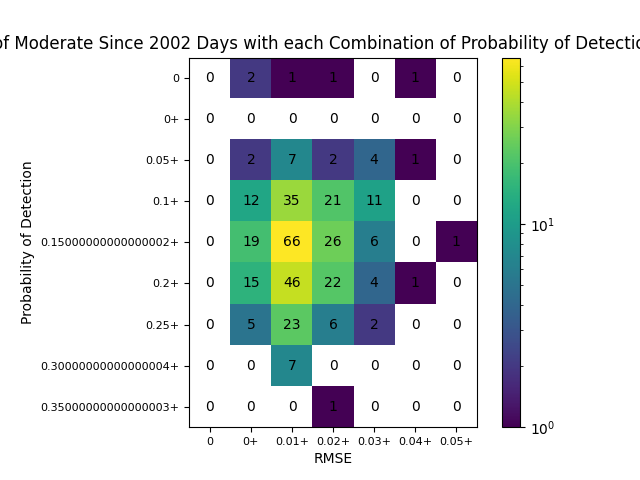 of Moderate Since 2002 Days with each Combination of Probability of Detectio
Probability of Detection
0 0 2 1 1 0 1 0
0+ 0 0 0 0 0 0 0
0.05+ 0 2 7 2 4 1 0
0.1+ 0 12 35 21 11 0 0
0.15000000000000002+ 0 19 66 26 6 0 1
0.2+ 0 15 46 22 4 1 0
0.25+ 0 5 23 6 2 0 0
0.30000000000000004+ 0 0 7 0 0 0 0
0.35000000000000003+ 0 0 0 1 0 0 0
0 0+ 0.01+ 0.02+ 0.03+ 0.04+ 0.05+
RMSE
10¹
10⁰